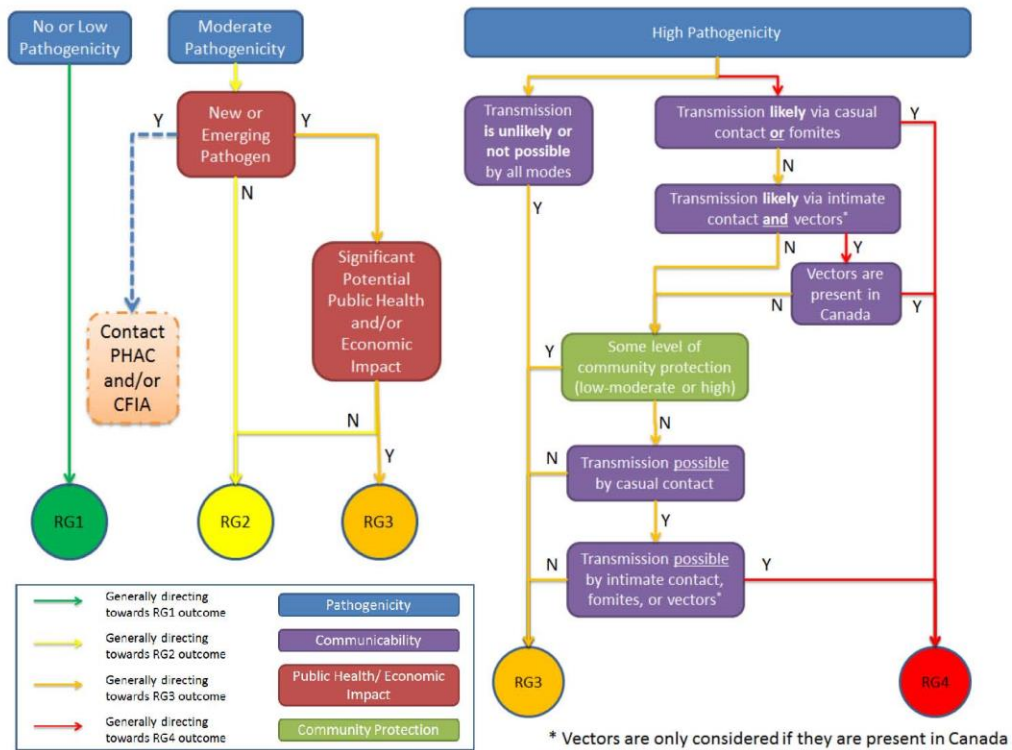 No or Low
Pathogenicity
Moderate
Pathogenicity
High Pathogenicity
Y
New or
Emerging
Pathogen
Y
N
Significant
Potential
Public Health
and/or
Economic
Impact
Contact
PHAC
and/or
CFIA
N
Y
RG1
RG2
RG3
Transmission
is unlikely or
not possible
by all modes
Y
Transmission likely via casual
contact or fomites
Y
N
Transmission likely via intimate
contact and vectors*
N
Y
Vectors are
present in
Canada
N
Y
Some level of
community protection
(low-moderate or high)
Y
N
Transmission possible
by casual contact
N
Y
Transmission possible
by intimate contact,
fomites, or vectors*
N
Y
RG3
RG4
Generally directing
towards RG1 outcome
Generally directing
towards RG2 outcome
Generally directing
towards RG3 outcome
Generally directing
towards RG4 outcome
Pathogenicity
Communicability
Public Health/ Economic
Impact
Community Protection
* Vectors are only considered if they are present in Canada